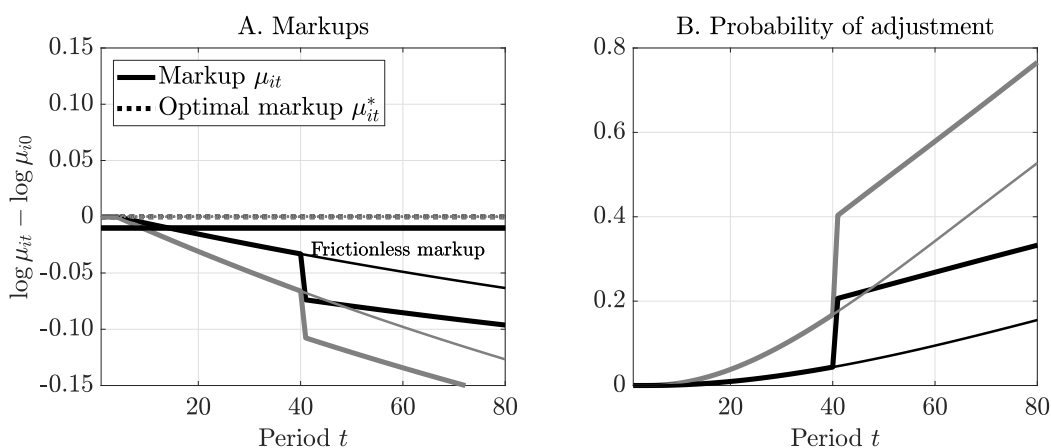 A. Markups
0.15
0.10
0.05
0
-0.05
-0.10
-0.15
log μit − log μi0
Markup μit
Optimal markup μ*it
Frictionless markup
20
40
60
80
Period t
B. Probability of adjustment
0.8
0.6
0.4
0.2
0
20
40
60
80
Period t